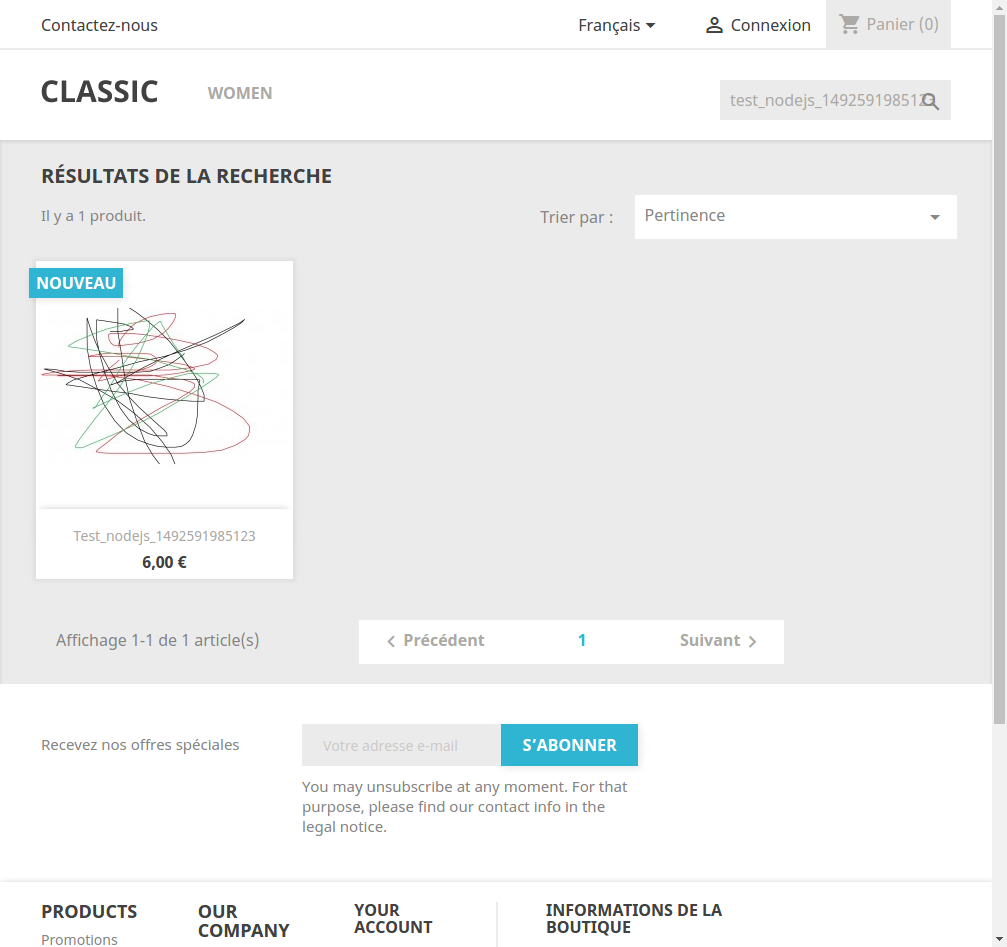 Contactez-nous
Français
Connexion
Panier (0)
CLASSIC
WOMEN
test_nodejs_1492591985123
RÉSULTATS DE LA RECHERCHE
Il y a 1 produit.
Trier par :
Pertinence
NOUVEAU
Test_nodejs_1492591985123
6,00 €
Affichage 1-1 de 1 article(s)
Précédent
1
Suivant
Recevez nos offres spéciales
Votre adresse e-mail
S’ABONNER
You may unsubscribe at any moment. For that
purpose, please find our contact info in the
legal notice.
PRODUCTS
Promotions
OUR
COMPANY
YOUR
ACCOUNT
INFORMATIONS DE LA
BOUTIQUE